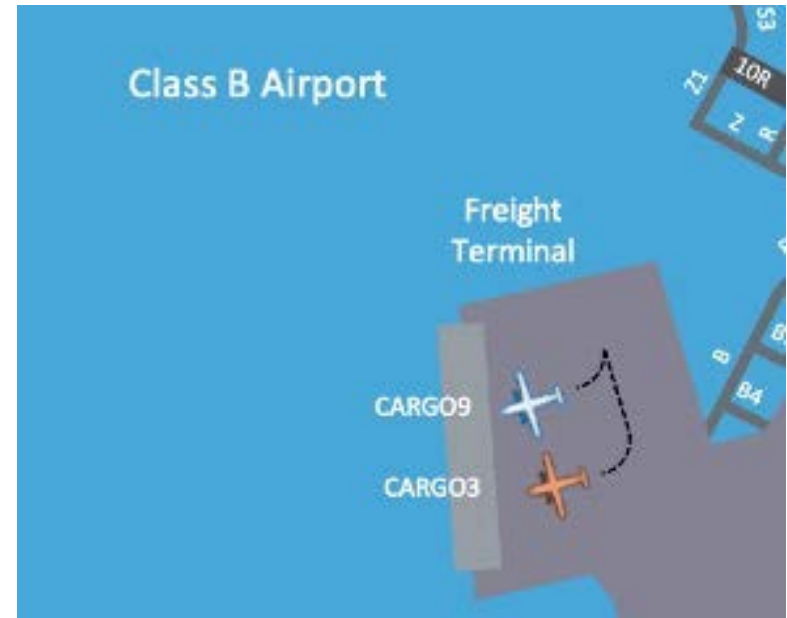 Class B Airport
S3
10R
Z1
Z R
Freight
Terminal
B
B4
CARGO9
CARGO3